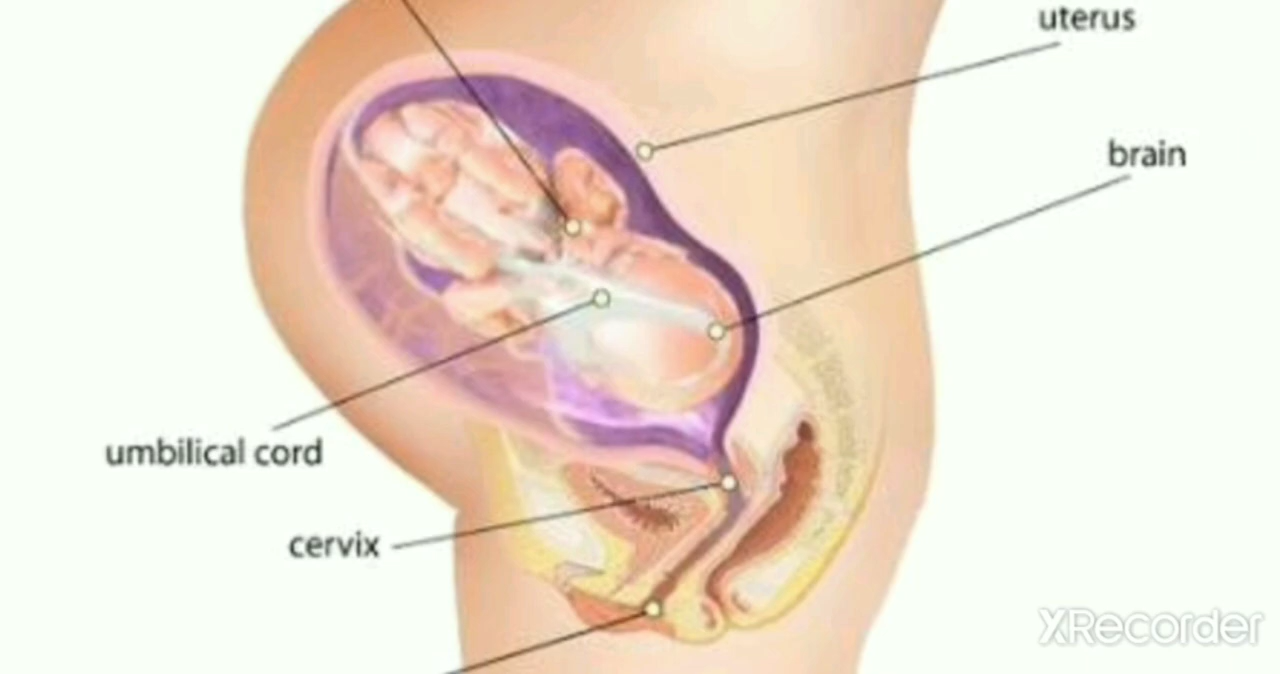 uterus
brain
umbilical cord
cervix
XRecorder